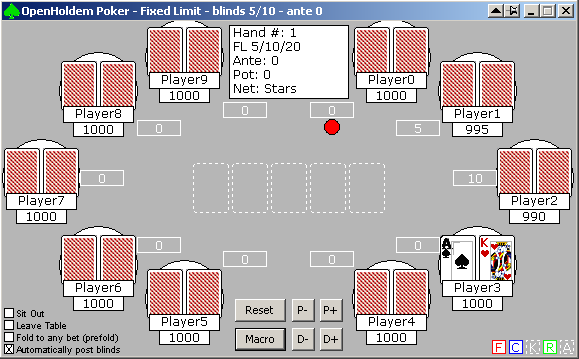 OpenHoldem Poker - Fixed Limit - blinds 5/10 - ante 0
Hand #: 1
FL 5/10/20
Ante: 0
Pot: 0
Net: Stars
Player9
1000
Player0
1000
Player8
1000
Player1
995
0
0
0
5
Player7
1000
0
10
Player2
990
A
K
Player6
1000
0
0
0
0
Player3
1000
Player5
1000
Player4
1000
Reset
P-
P+
Macro
D-
D+
Sit Out
Leave Table
Fold to any bet (prefold)
Automatically post blinds
F
C
K
R
A